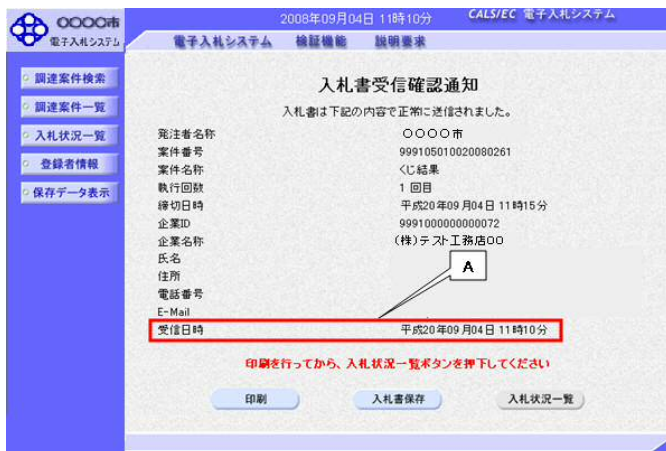 2008年09月04日 11時10分
CALS/EC 電子入札システム
〇〇〇〇市
電子入札システム
電子入札システム 検証機能 説明要求
調達案件検索
調達案件一覧
入札状況一覧
登録者情報
保存データ表示
入札書受信確認通知
入札書は下記の内容で正常に送信されました。
発注者名称 〇〇〇〇市
案件番号 999105010020080261
案件名称 くじ結果
執行回数 1 回目
締切日時 平成20年09月04日 11時15分
企業ID 9991000000000072
企業名称 (株)テスト工務店〇〇
氏名
住所
電話番号
E-Mail
A
受信日時 平成20年09月04日 11時10分
印刷を行ってから、入札状況一覧ボタンを押下してください
印刷 入札書保存 入札状況一覧